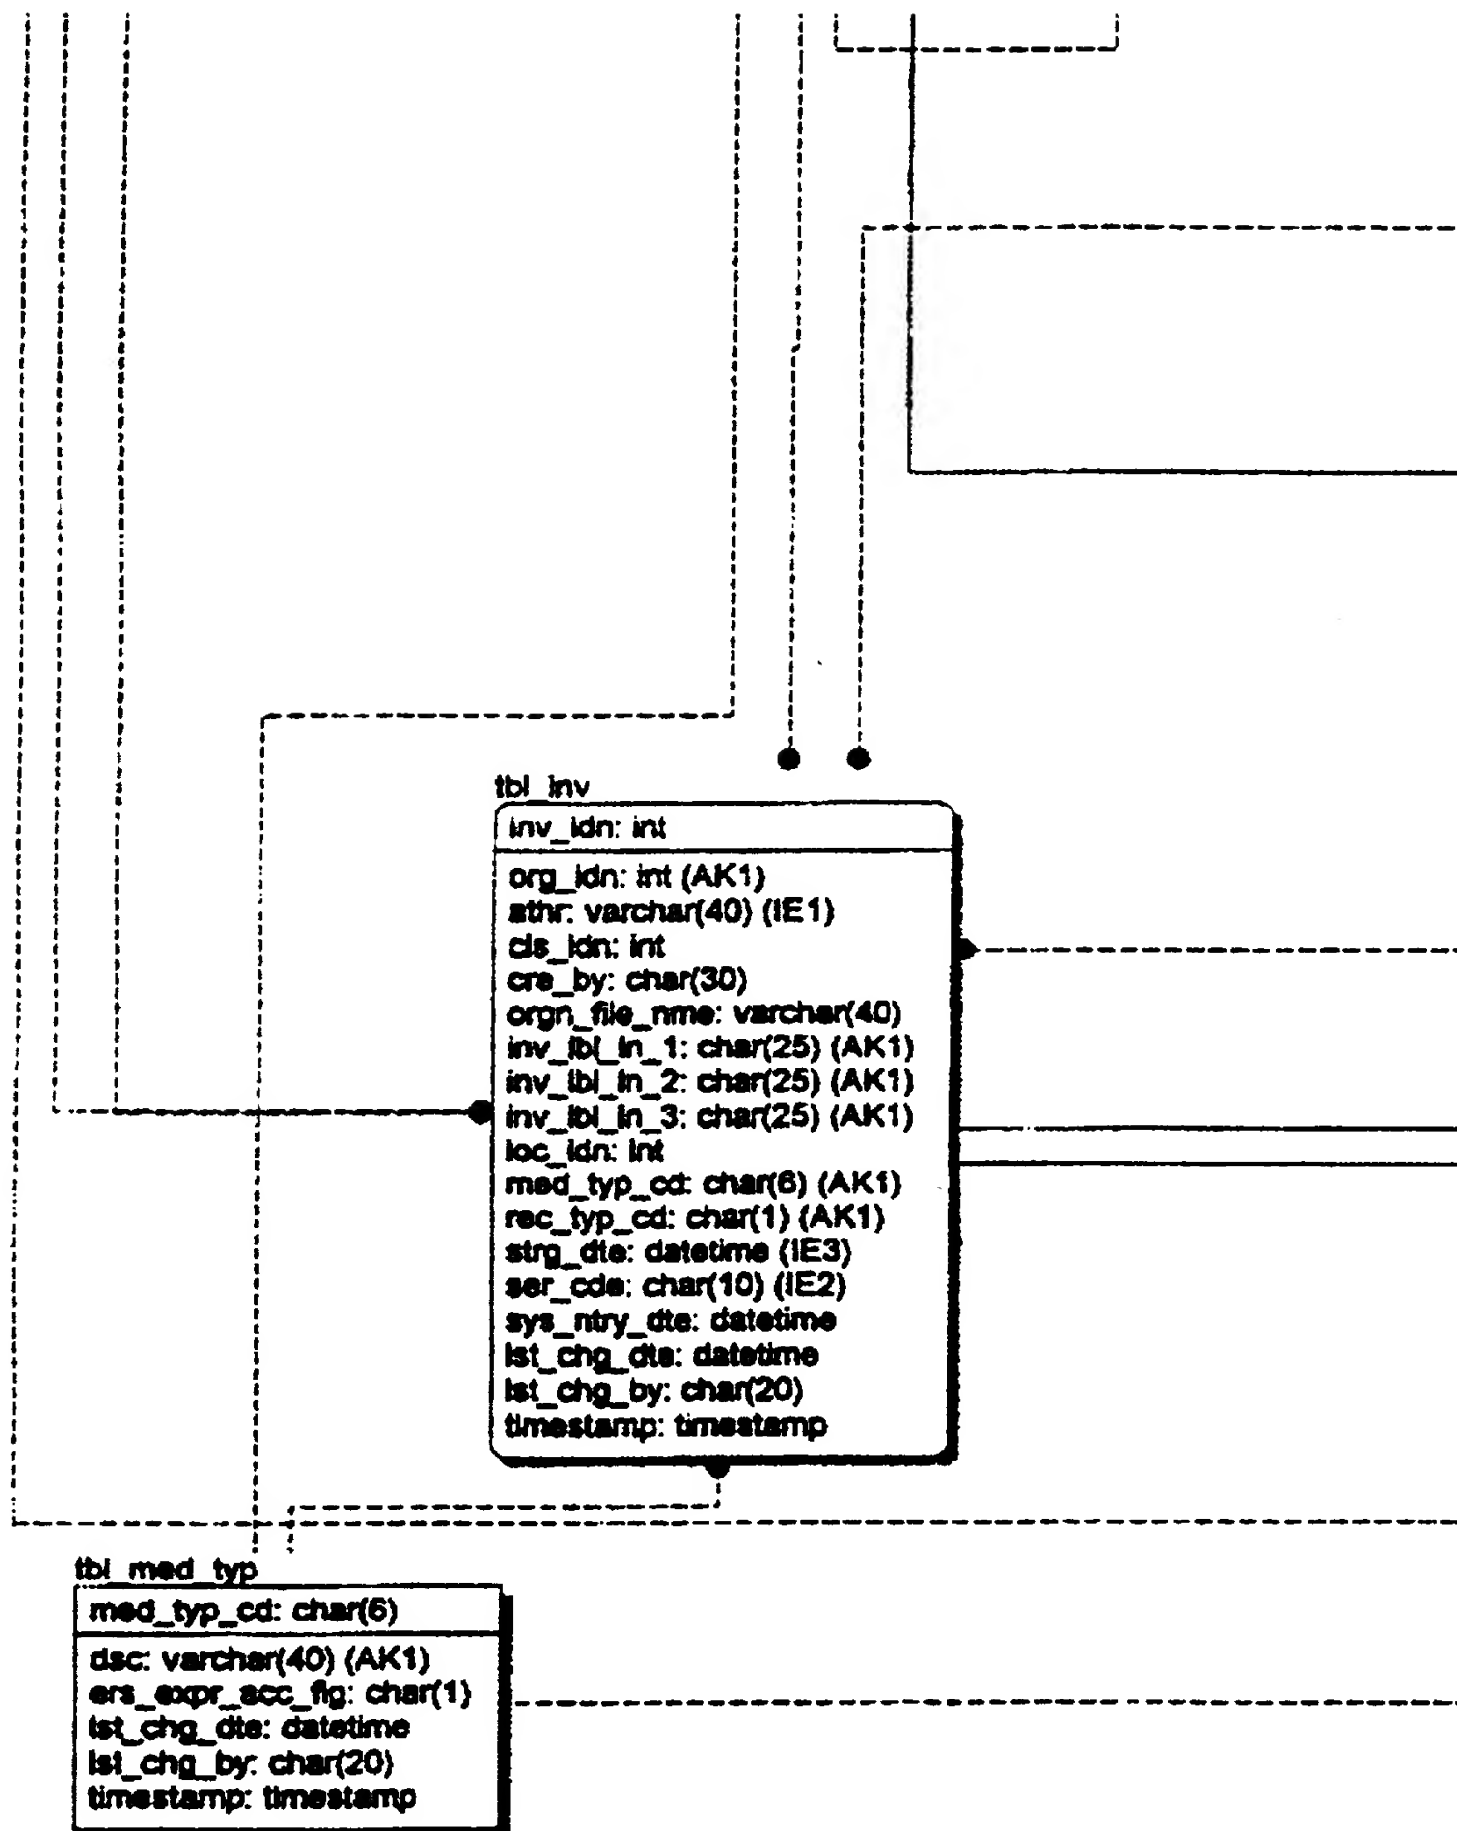 tbl_inv
inv_idn: int
org_idn: int (AK1)
athr: varchar(40) (IE1)
cls_idn: int
cre_by: char(30)
orgn_file_nme: varchar(40)
inv_lbl_ln_1: char(25) (AK1)
inv_lbl_ln_2: char(25) (AK1)
inv_lbl_ln_3: char(25) (AK1)
loc_idn: int
med_typ_cd: char(6) (AK1)
rec_typ_cd: char(1) (AK1)
strg_dte: datetime (IE3)
ser_cde: char(10) (IE2)
sys_ntry_dte: datetime
lst_chg_dte: datetime
lst_chg_by: char(20)
timestamp: timestamp
tbl_med_typ
med_typ_cd: char(6)
dsc: varchar(40) (AK1)
ers_expr_acc_flg: char(1)
lst_chg_dte: datetime
lst_chg_by: char(20)
timestamp: timestamp